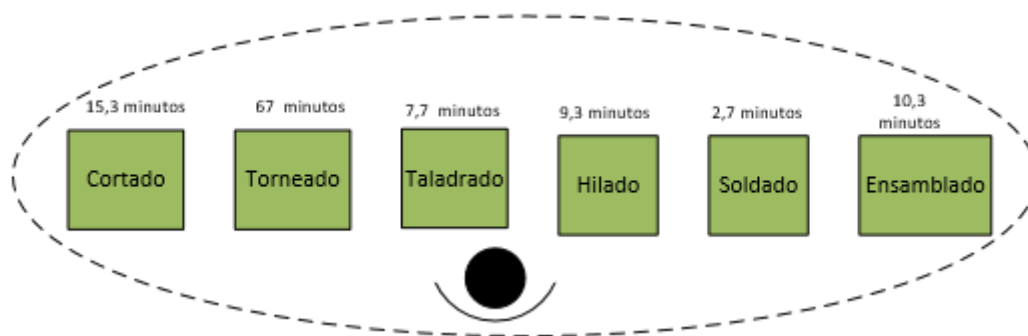 15,3 minutos
67 minutos
7,7 minutos
9,3 minutos
2,7 minutos
10,3
minutos
Cortado
Torneado
Taladrado
Hilado
Soldado
Ensamblado